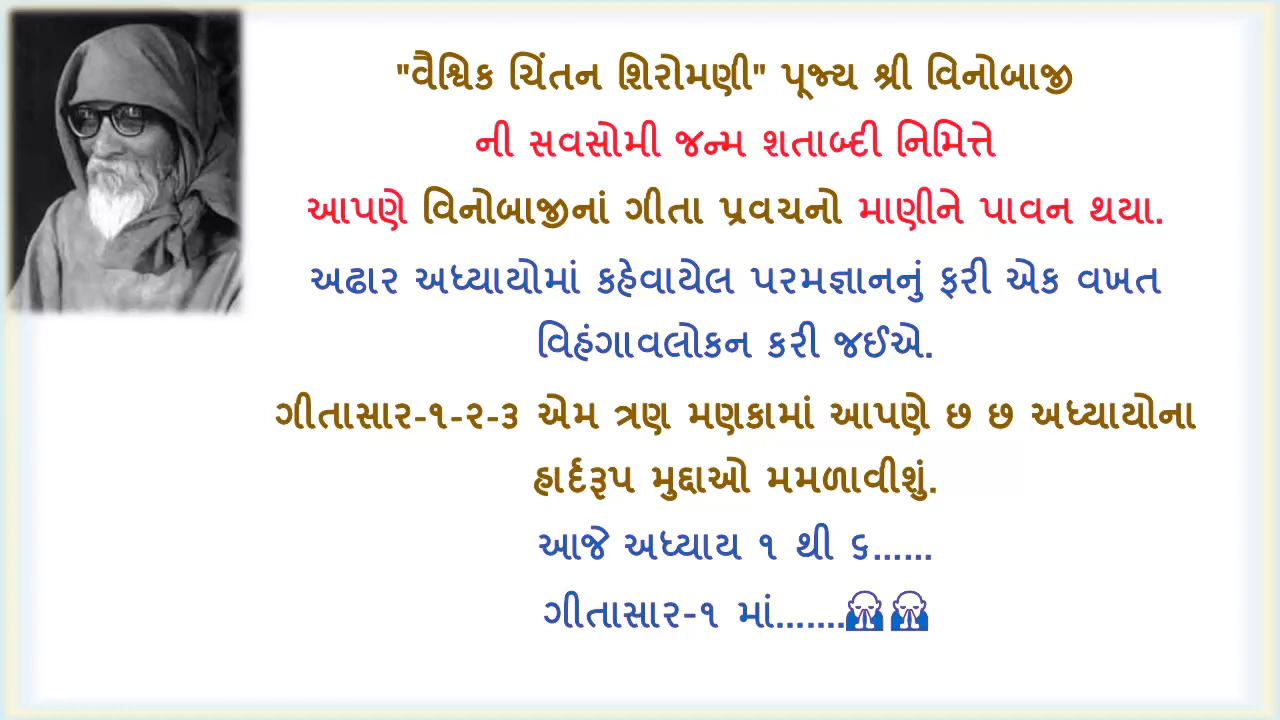 "વૈશ્વિક ચિંતન શિરોમણી" પૂજ્ય શ્રી વિનોબાજી
ની સવસોમી જન્મ શતાબ્દી નિમિત્તે
આપણે વિનોબાજીનાં ગીતા પ્રવચનો માણીને પાવન થયા.
અઢાર અધ્યાયોમાં કહેવાયેલ પરમજ્ઞાનનું ફરી એક વખત
વિહંગાવલોકન કરી જઈએ.
ગીતાસાર-૧-૨-૩ એમ ત્રણ મણકામાં આપણે છ છ અધ્યાયોના
હાર્દરૂપ મુદ્દાઓ મમળાવીશું.
આજે અધ્યાય ૧ થી ૬......
ગીતાસાર-૧ માં.......🙏🙏